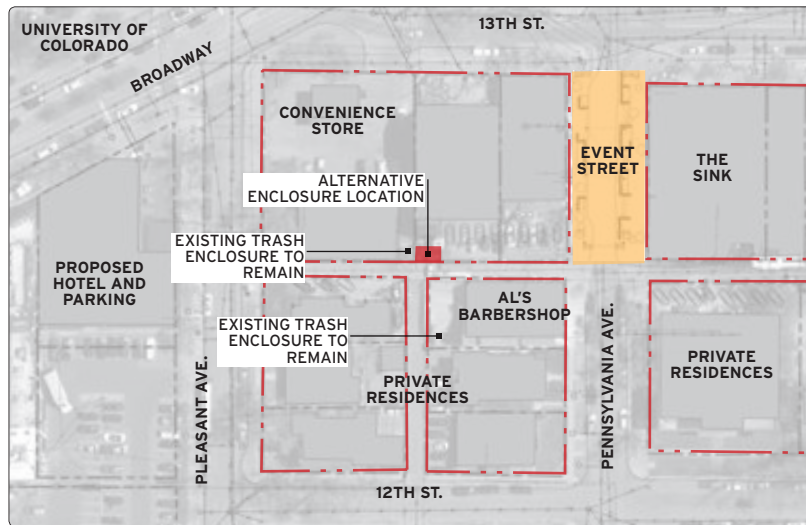 UNIVERSITY OF
COLORADO
BROADWAY
13TH ST.
CONVENIENCE
STORE
EVENT
STREET
THE
SINK
ALTERNATIVE
ENCLOSURE LOCATION
EXISTING TRASH
ENCLOSURE TO
REMAIN
PROPOSED
HOTEL AND
PARKING
AL'S
BARBERSHOP
EXISTING TRASH
ENCLOSURE TO
REMAIN
PRIVATE
RESIDENCES
PRIVATE
RESIDENCES
PLEASANT AVE.
PENNSYLVANIA AVE.
12TH ST.